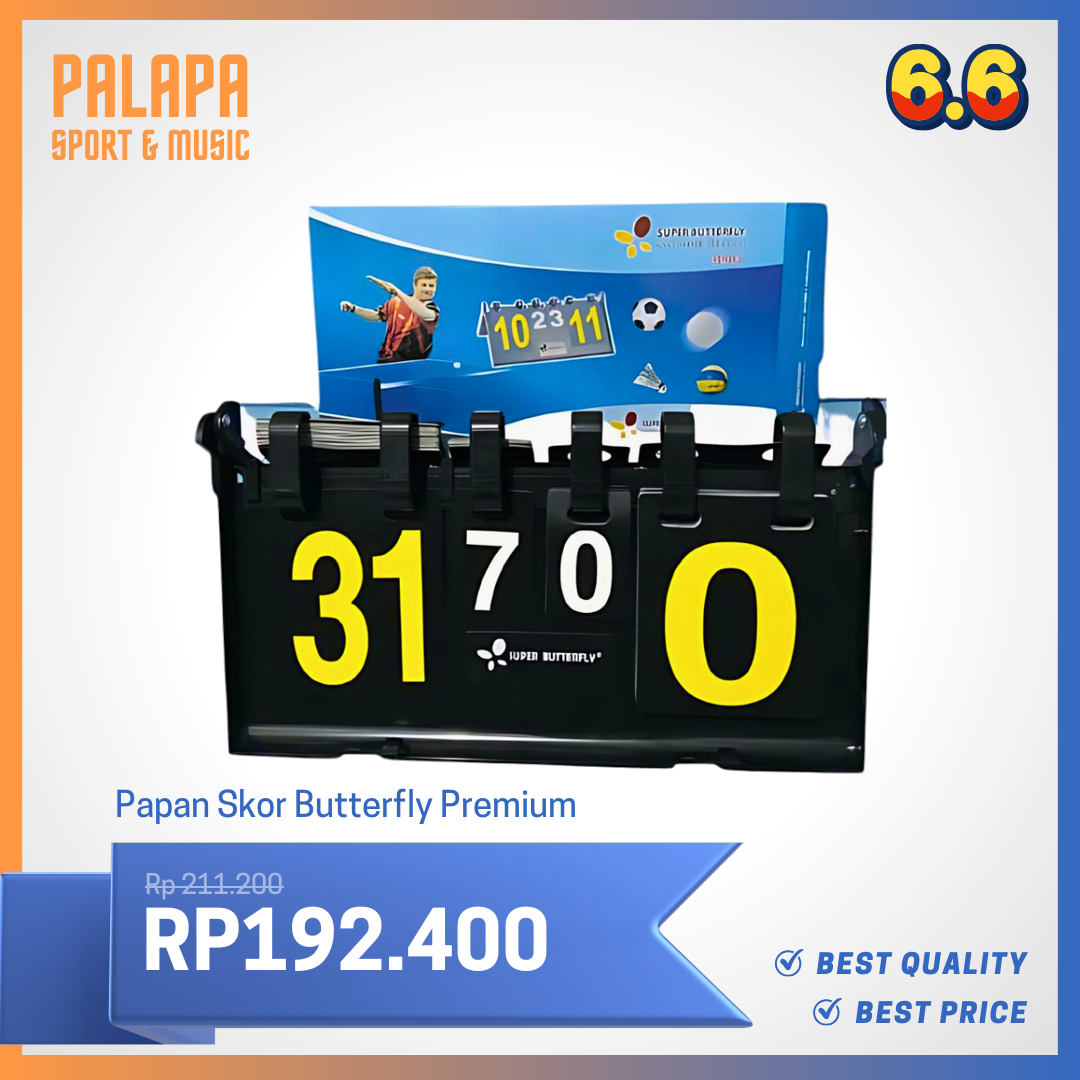 PALAPA
SPORT & MUSIC
6.6
SUPER BUTTERFLY
10 23 11
31 7 0 0
SUPER BUTTERFLY®
Papan Skor Butterfly Premium
Rp 211.200
RP192.400
BEST QUALITY
BEST PRICE